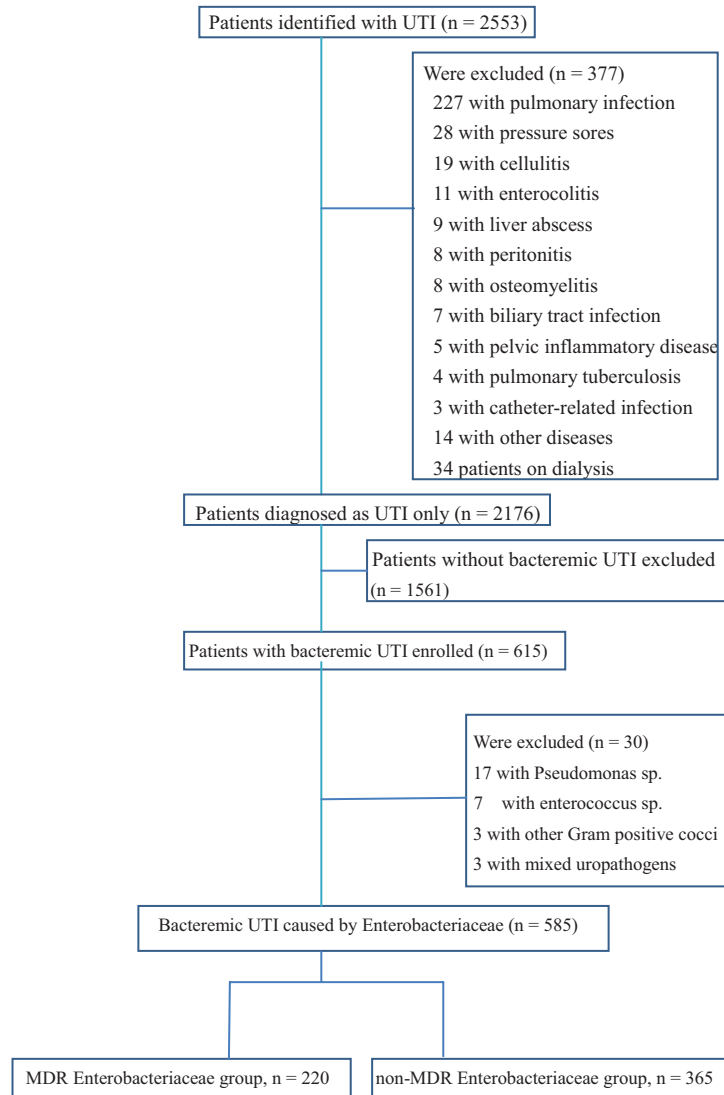 Patients identified with UTI (n = 2553)
Were excluded (n = 377)
227 with pulmonary infection
28 with pressure sores
19 with cellulitis
11 with enterocolitis
9 with liver abscess
8 with peritonitis
8 with osteomyelitis
7 with biliary tract infection
5 with pelvic inflammatory disease
4 with pulmonary tuberculosis
3 with catheter-related infection
14 with other diseases
34 patients on dialysis
Patients diagnosed as UTI only (n = 2176)
Patients without bacteremic UTI excluded
(n = 1561)
Patients with bacteremic UTI enrolled (n = 615)
Were excluded (n = 30)
17 with Pseudomonas sp.
7 with enterococcus sp.
3 with other Gram positive cocci
3 with mixed uropathogens
Bacteremic UTI caused by Enterobacteriaceae (n = 585)
MDR Enterobacteriaceae group, n = 220
non-MDR Enterobacteriaceae group, n = 365